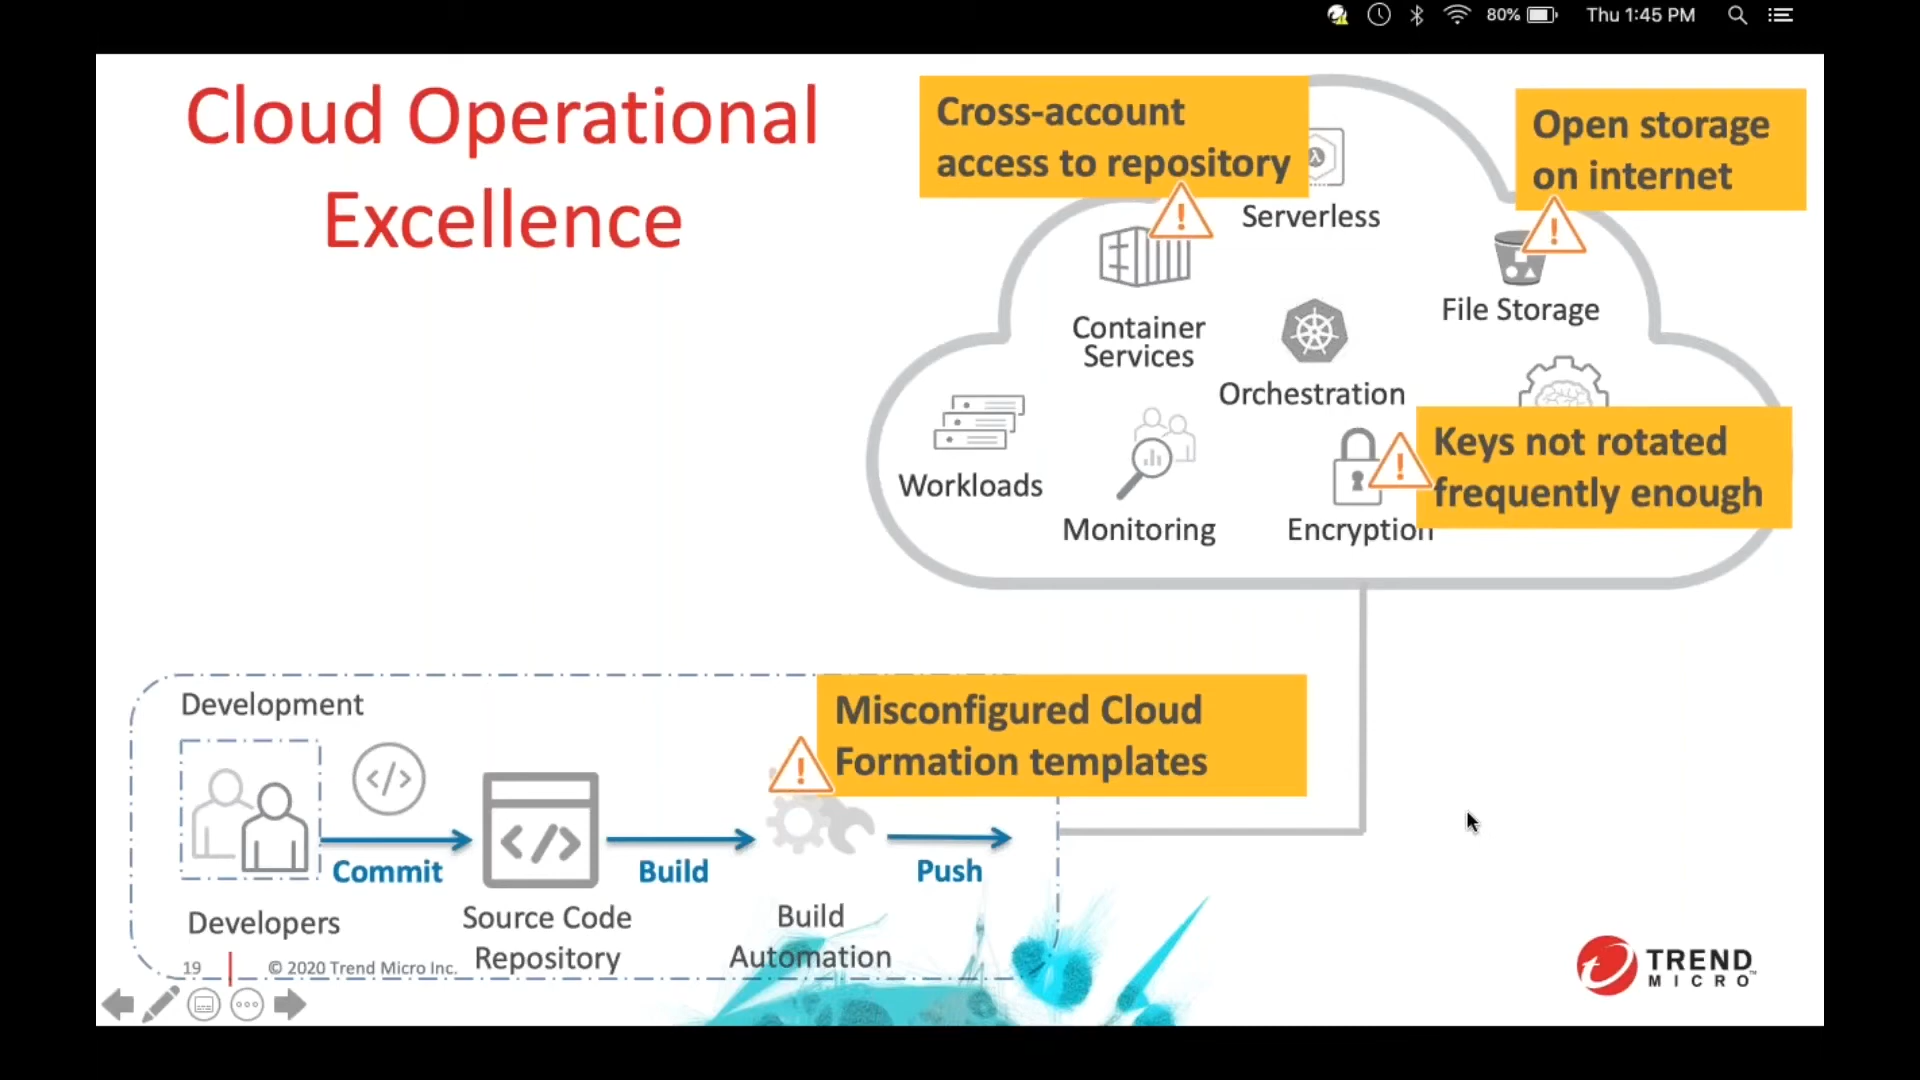 80%
Thu 1:45 PM
Cloud Operational
Excellence
Cross-account
access to repository
Open storage
on internet
Serverless
File Storage
Container
Services
Orchestration
Keys not rotated
frequently enough
Workloads
Monitoring
Encryption
Development
Misconfigured Cloud
Formation templates
</>
</>
Commit
Build
Push
Developers
Source Code
Repository
Build
Automation
19
© 2020 Trend Micro Inc.
TREND
MICRO™